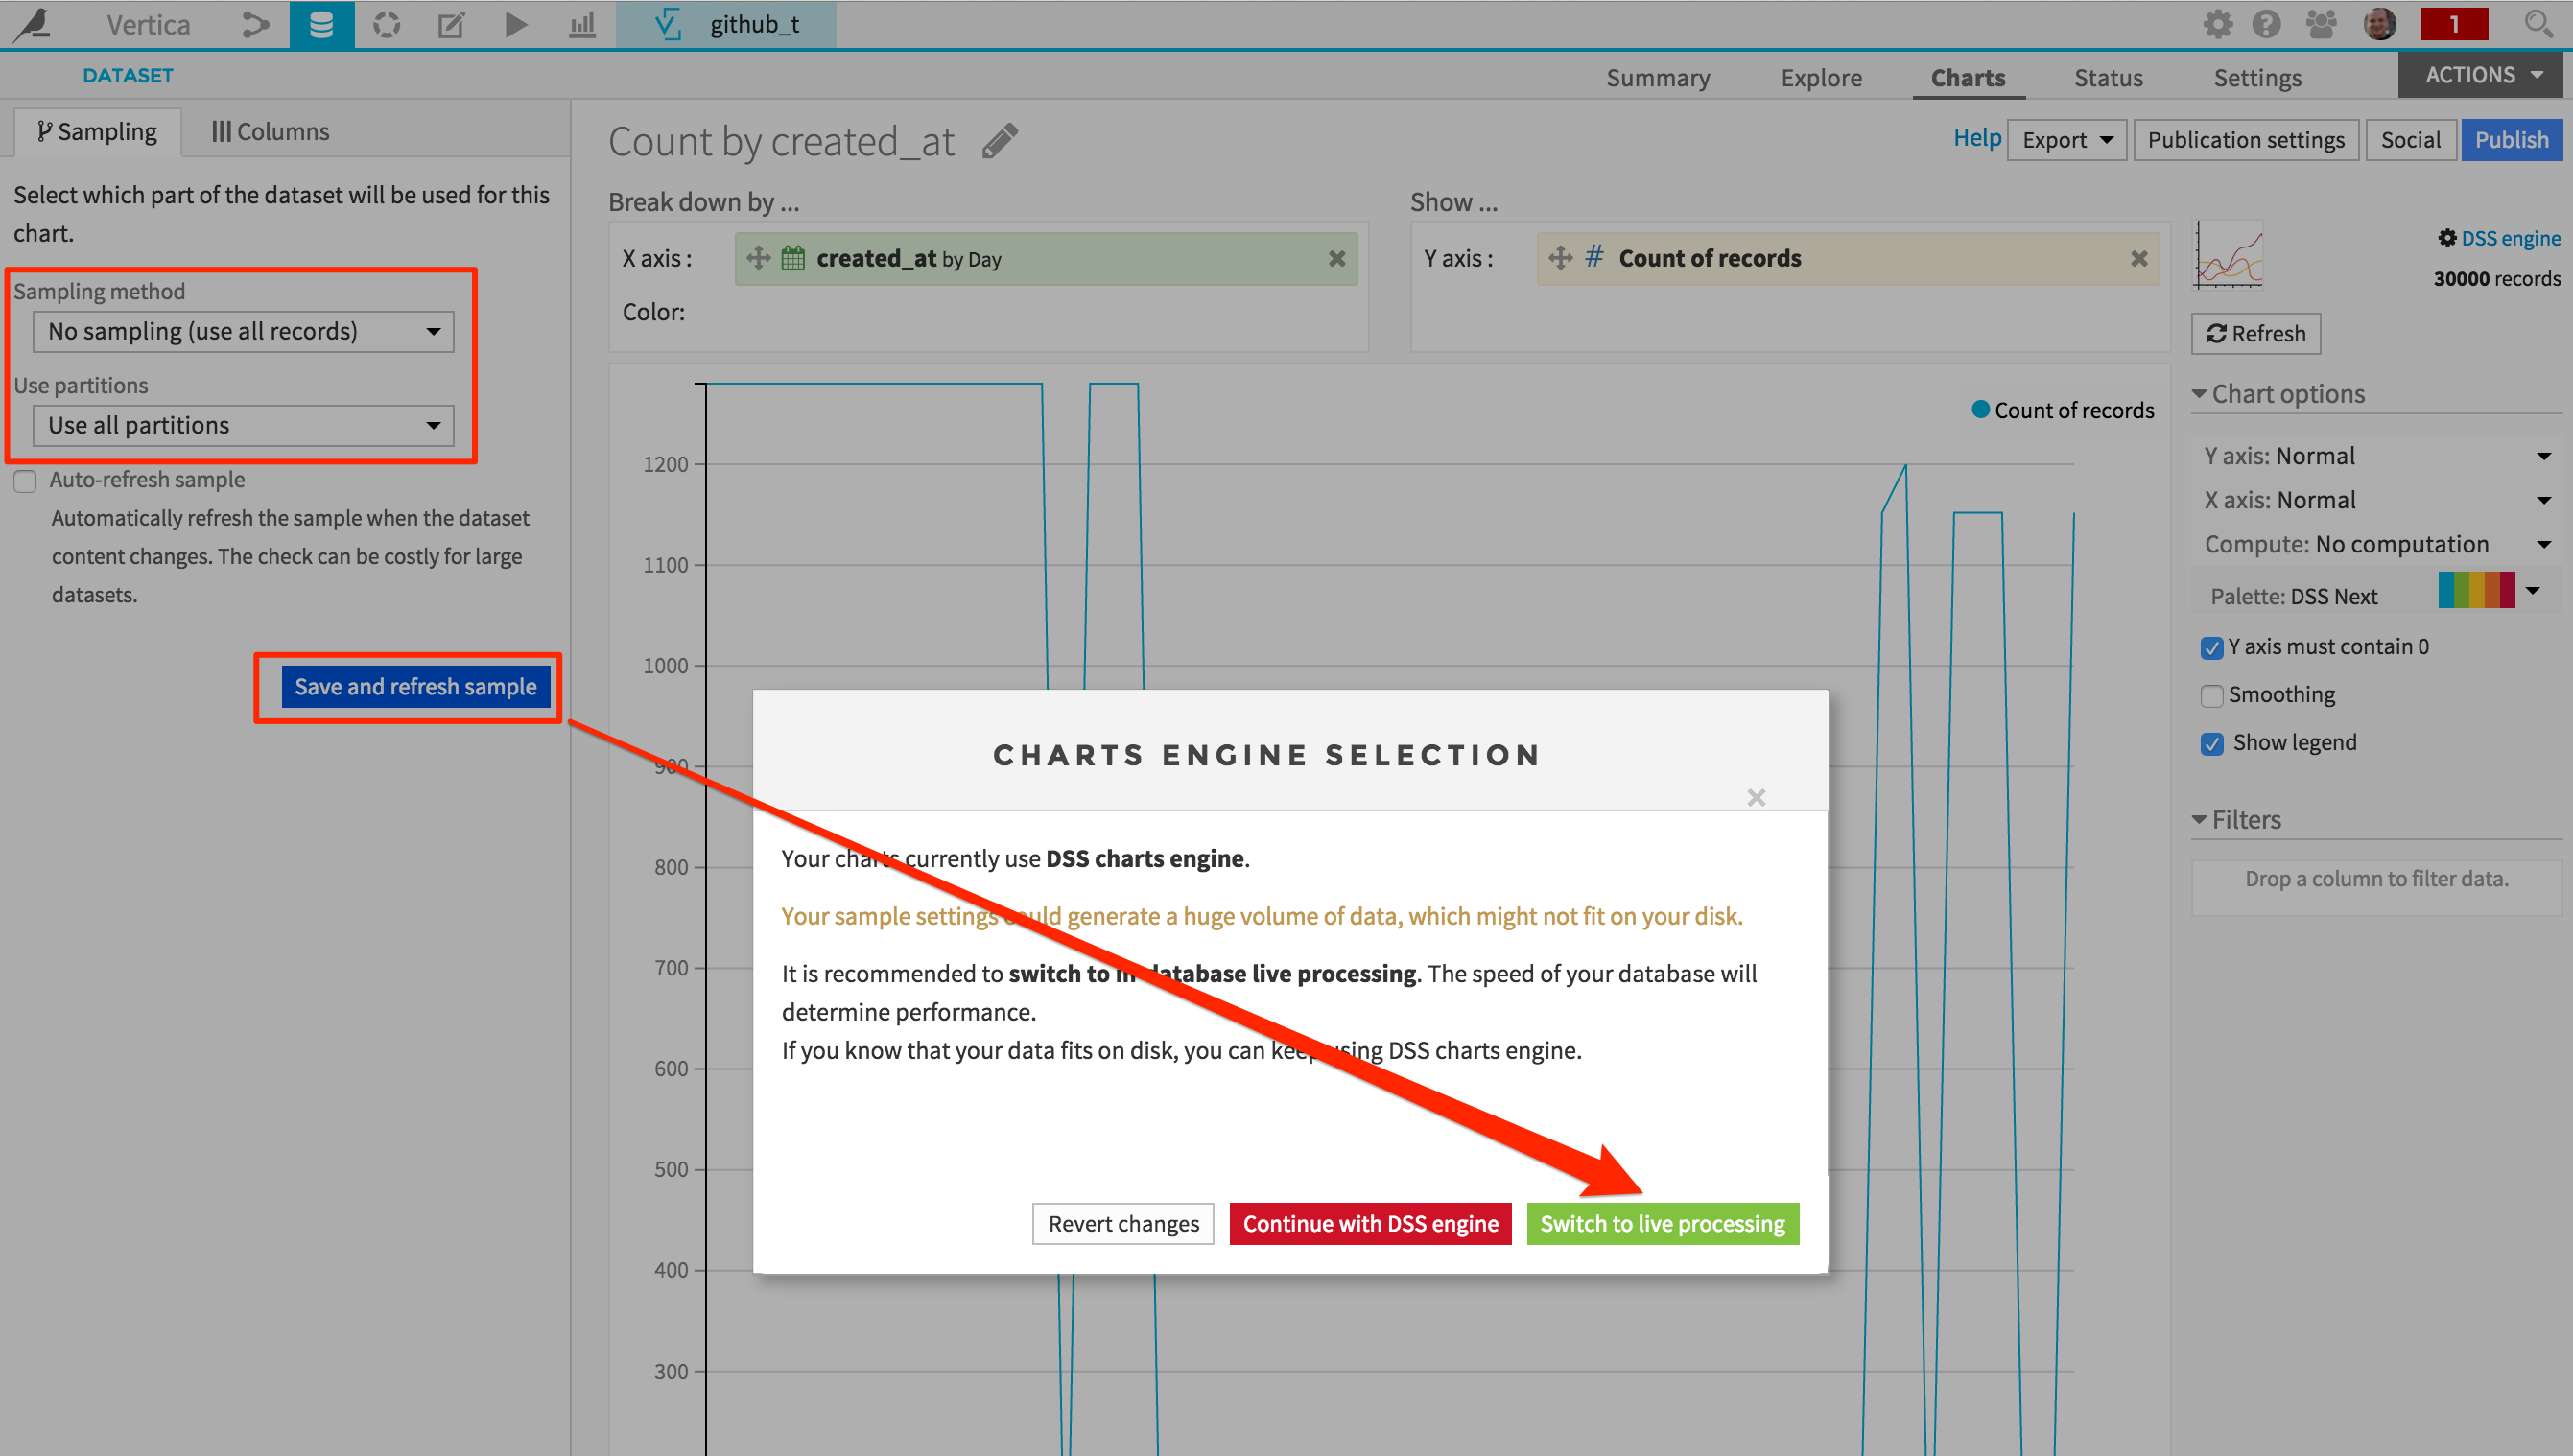 Vertica
github_t
1
DATASET
Summary
Explore
Charts
Status
Settings
ACTIONS
Sampling
Columns
Select which part of the dataset will be used for this
chart.
Sampling method
No sampling (use all records)
Use partitions
Use all partitions
Auto-refresh sample
Automatically refresh the sample when the dataset
content changes. The check can be costly for large
datasets.
Save and refresh sample
Count by created_at
Help
Export
Publication settings
Social
Publish
Break down by ...
X axis :
created_at by Day
Color:
Show ...
Y axis :
# Count of records
DSS engine
30000 records
Refresh
Count of records
1200
1100
1000
900
800
700
600
500
400
300
Chart options
Y axis: Normal
X axis: Normal
Compute: No computation
Palette: DSS Next
Y axis must contain 0
Smoothing
Show legend
Filters
Drop a column to filter data.
CHARTS ENGINE SELECTION
Your charts currently use DSS charts engine.
Your sample settings could generate a huge volume of data, which might not fit on your disk.
It is recommended to switch to in-database live processing. The speed of your database will
determine performance.
If you know that your data fits on disk, you can keep using DSS charts engine.
Revert changes
Continue with DSS engine
Switch to live processing